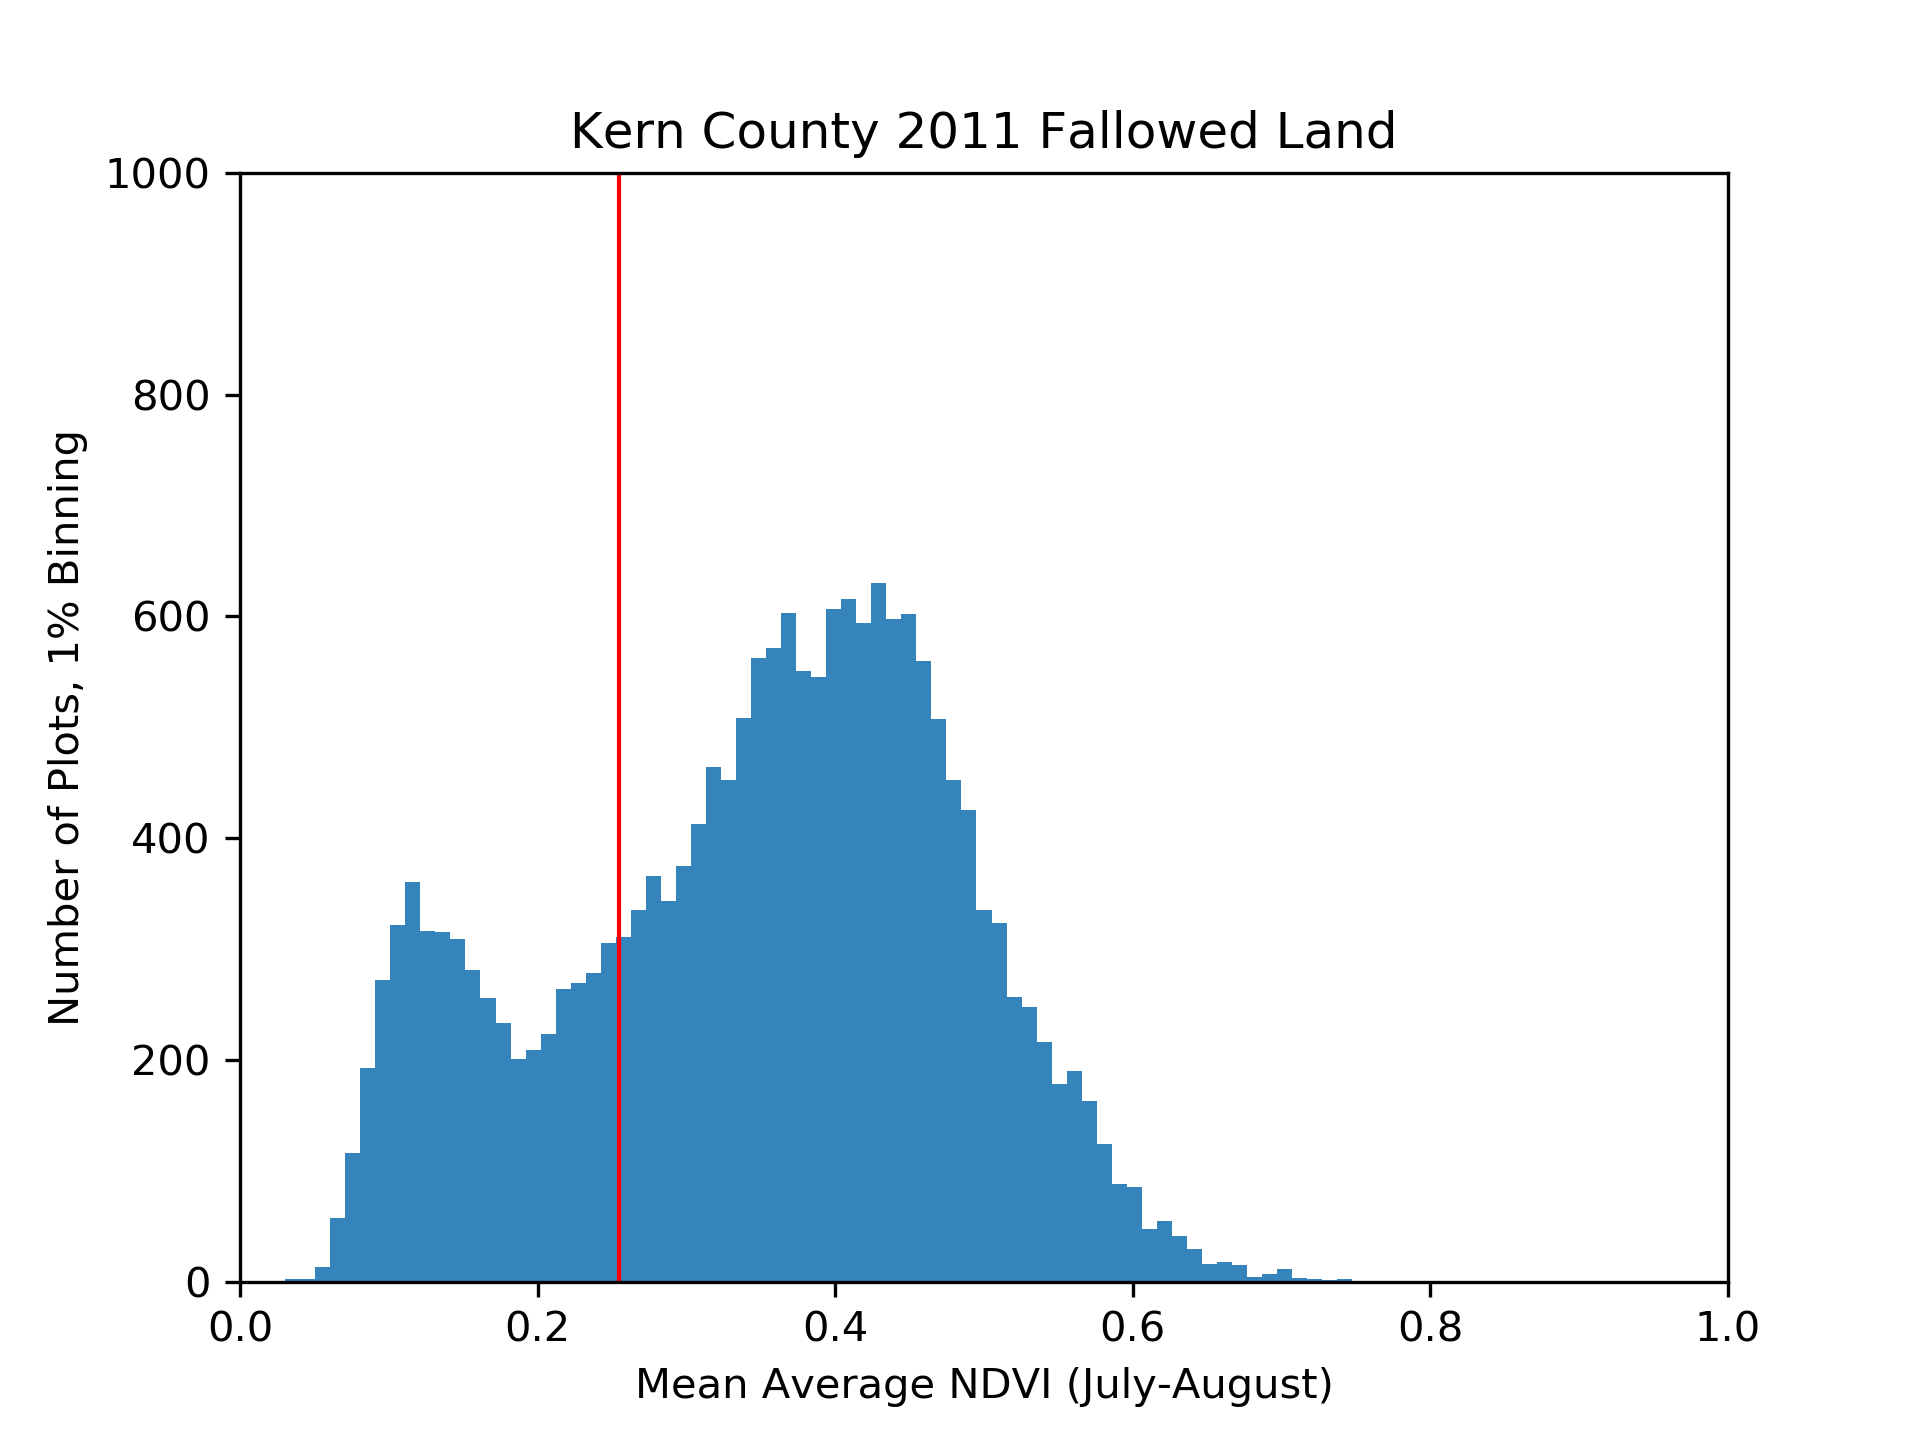 Kern County 2011 Fallowed Land
1000
800
600
400
200
0
Number of Plots, 1% Binning
0.0 0.2 0.4 0.6 0.8 1.0
Mean Average NDVI (July-August)